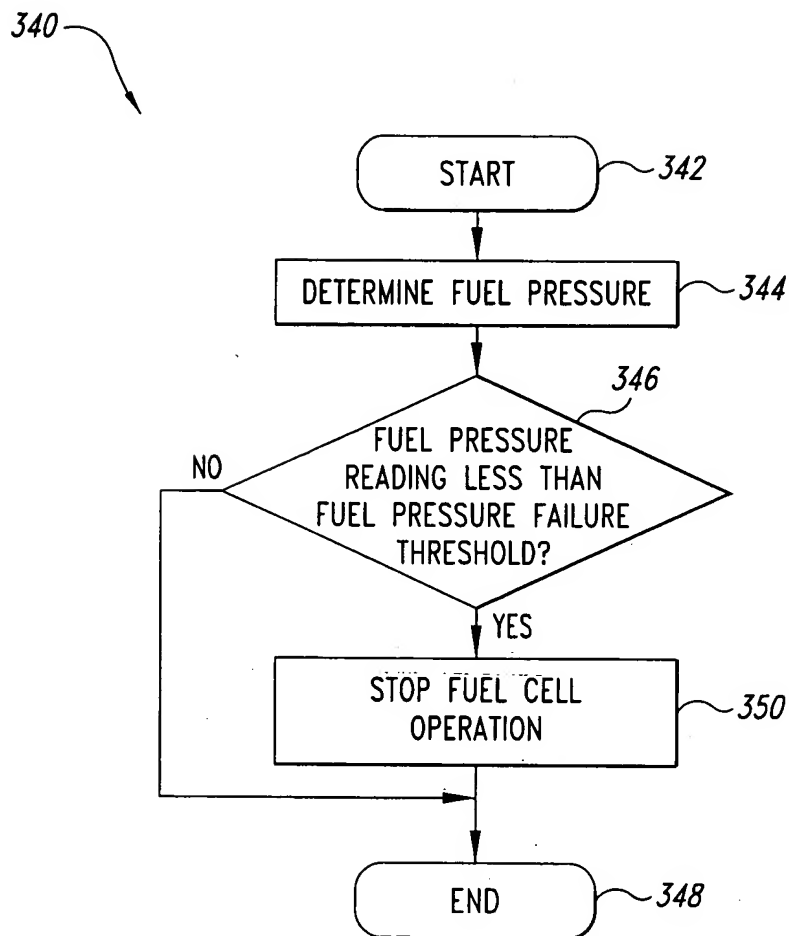 340
START
342
DETERMINE FUEL PRESSURE
344
346
FUEL PRESSURE
READING LESS THAN
FUEL PRESSURE FAILURE
THRESHOLD?
NO
YES
STOP FUEL CELL
OPERATION
350
END
348